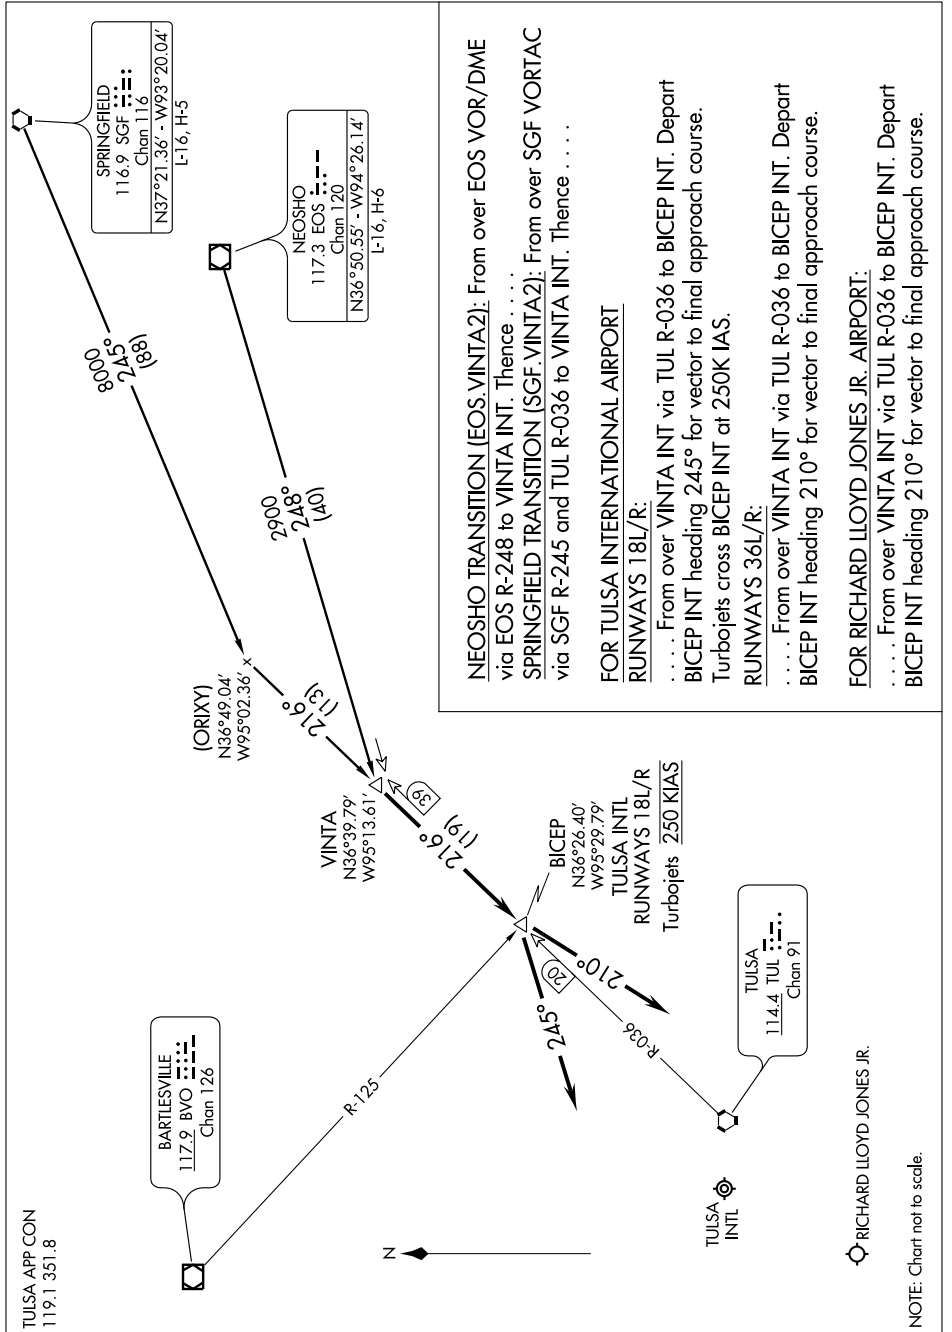 TULSA APP CON
119.1 351.8
BARTLESVILLE
117.9 BVO
Chan 126
R-125
N
TULSA
INTL
RICHARD LLOYD JONES JR.
NOTE: Chart not to scale.
TULSA
114.4 TUL
Chan 91
R-036
20
245°
210°
BICEP
N36°26.40'
W95°29.79'
TULSA INTL
RUNWAYS 18L/R
Turbojets 250 KIAS
216°
(19)
39
VINTA
N36°39.79'
W95°13.61'
216°
(13)
(ORIXY)
N36°49.04'
W95°02.36'
8000
245°
(88)
2900
248°
(40)
SPRINGFIELD
116.9 SGF
Chan 116
N37°21.36' - W93°20.04'
L-16, H-5
NEOSHO
117.3 EOS
Chan 120
N36°50.55' - W94°26.14'
L-16, H-6
NEOSHO TRANSITION (EOS.VINTA2): From over EOS VOR/DME
via EOS R-248 to VINTA INT. Thence . . . .
SPRINGFIELD TRANSITION (SGF.VINTA2): From over SGF VORTAC
via SGF R-245 and TUL R-036 to VINTA INT. Thence . . . .
FOR TULSA INTERNATIONAL AIRPORT
RUNWAYS 18L/R:
. . . . From over VINTA INT via TUL R-036 to BICEP INT. Depart
BICEP INT heading 245° for vector to final approach course.
Turbojets cross BICEP INT at 250K IAS.
RUNWAYS 36L/R:
. . . . From over VINTA INT via TUL R-036 to BICEP INT. Depart
BICEP INT heading 210° for vector to final approach course.
FOR RICHARD LLOYD JONES JR. AIRPORT:
. . . . From over VINTA INT via TUL R-036 to BICEP INT. Depart
BICEP INT heading 210° for vector to final approach course.